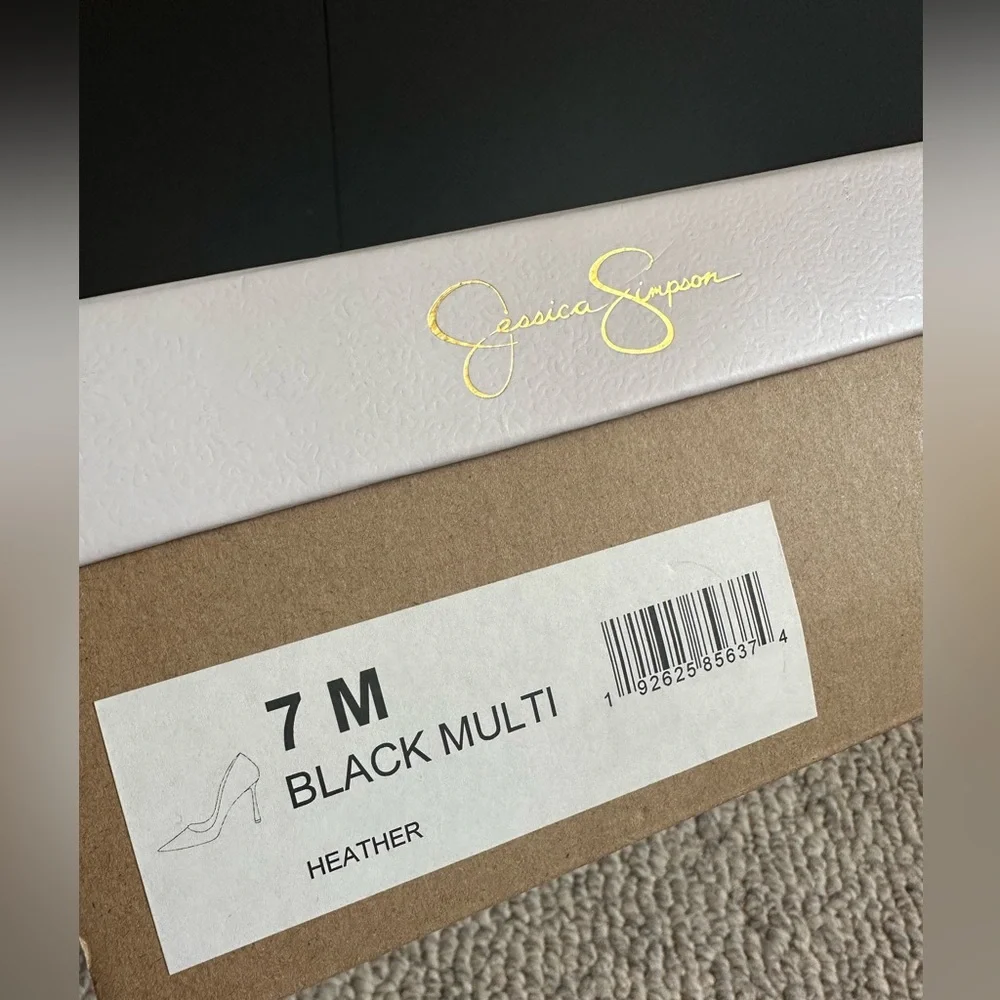 Jessica Simpson
7 M
BLACK MULTI
HEATHER
1 92625 85637 4